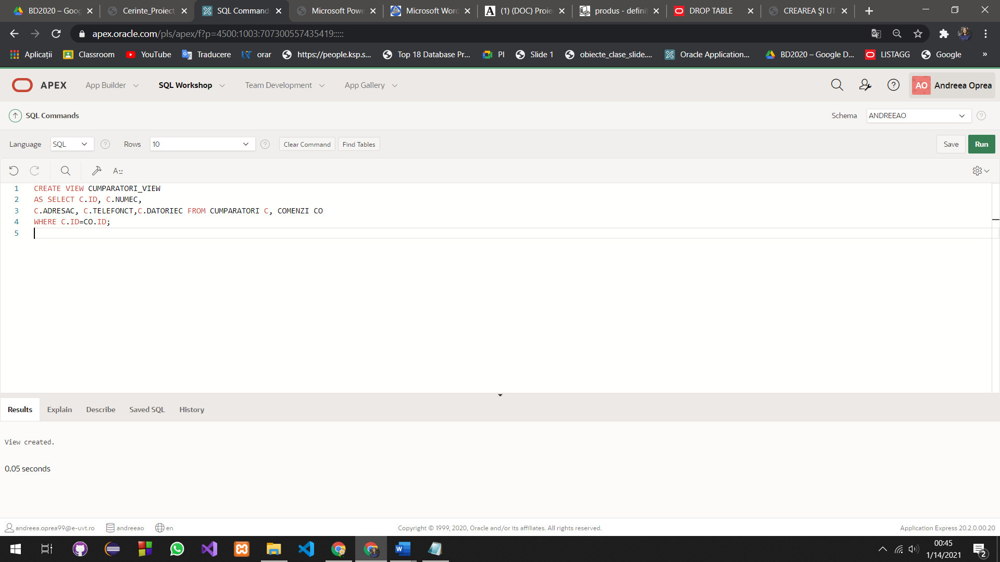 BD2020 – Goog
Cerinte_Proiect
SQL Commands
Microsoft Powe
Microsoft Word
(1) (DOC) Proie
produs - definit
DROP TABLE
CREAREA ŞI UT
apex.oracle.com/pls/apex/f?p=4500:1003:707300557435419:::::
Aplicații
Classroom
YouTube
Traducere
orar
https://people.ksp.s...
Top 18 Database Pr...
PI
Slide 1
obiecte_clase_slide....
Oracle Application...
BD2020 – Google D...
LISTAGG
Google
»
APEX
App Builder
SQL Workshop
Team Development
App Gallery
AO
Andreea Oprea
SQL Commands
Schema
ANDREEAO
Language
SQL
Rows
10
Clear Command
Find Tables
Save
Run
1 CREATE VIEW CUMPARATORI_VIEW
2 AS SELECT C.ID, C.NUMEC,
3 C.ADRESAC, C.TELEFONCT,C.DATORIEC FROM CUMPARATORI C, COMENZI CO
4 WHERE C.ID=CO.ID;
5
Results
Explain
Describe
Saved SQL
History
View created.
0.05 seconds
andreea.oprea99@e-uvt.ro
andreeao
en
Copyright © 1999, 2020, Oracle and/or its affiliates. All rights reserved.
Application Express 20.2.0.00.20
00:45
1/14/2021
2